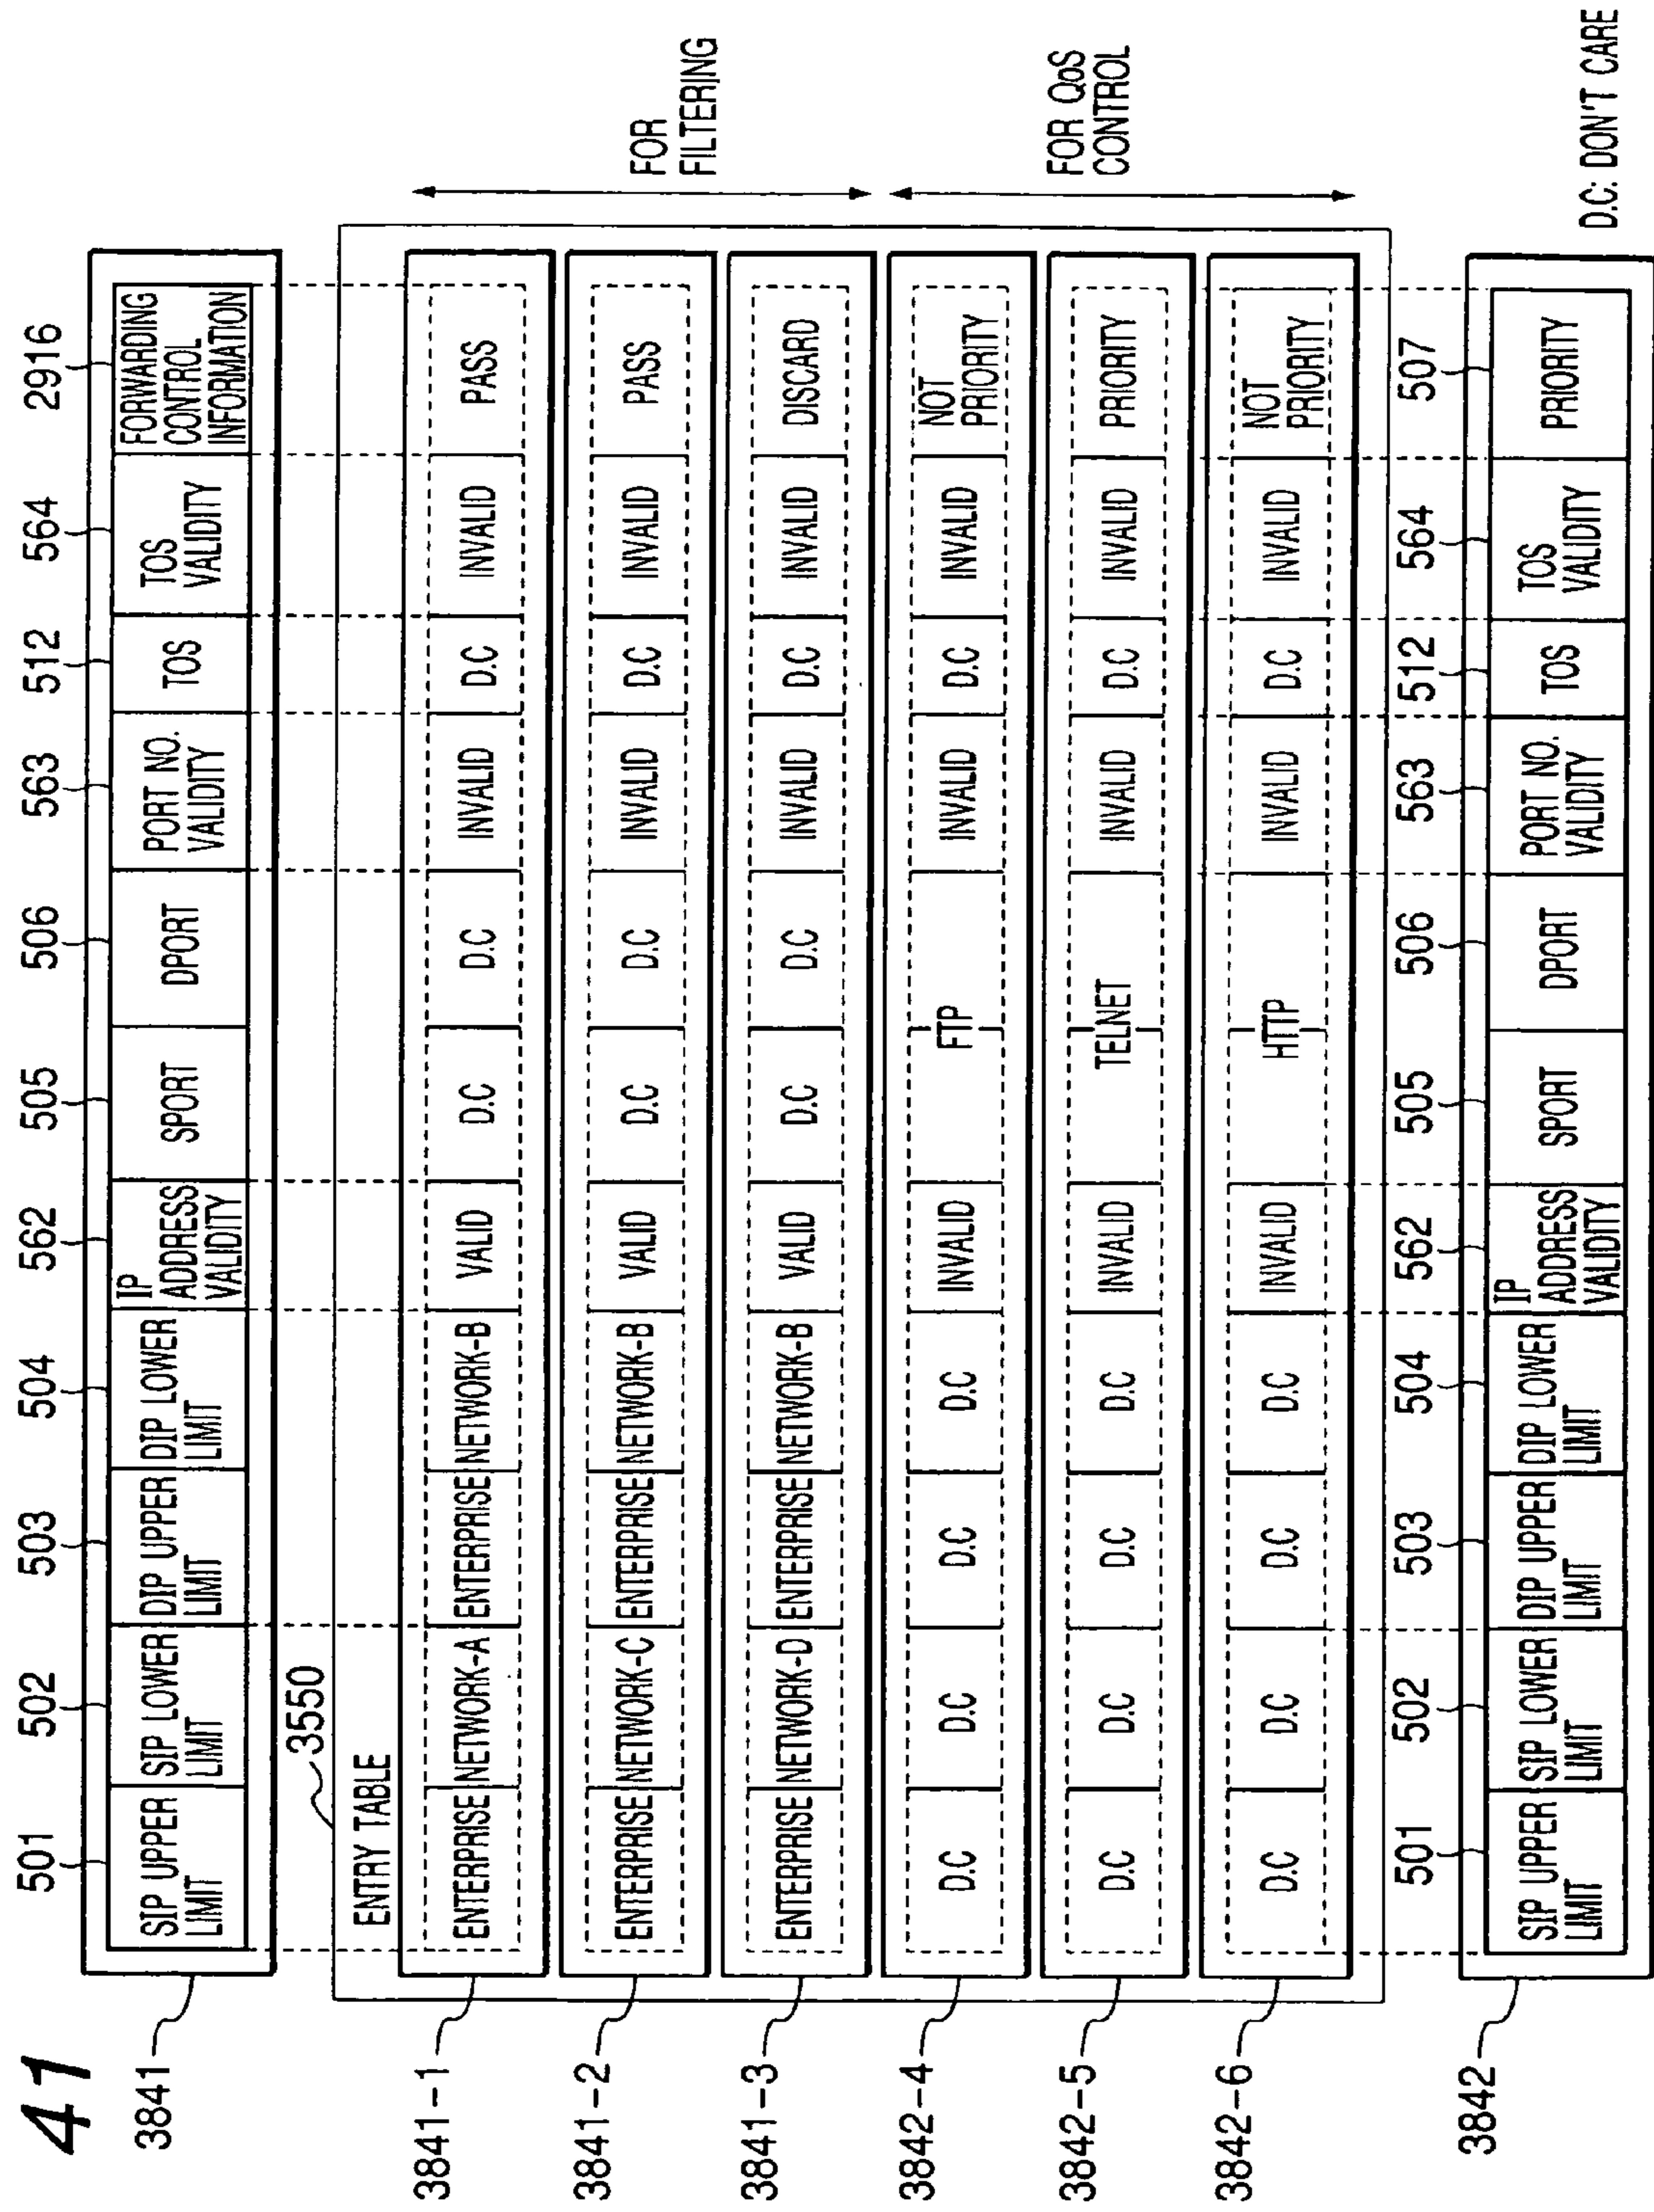 41
501
502
503
504
562
505
506
563
512
564
2916
3841
SIP UPPER
LIMIT
SIP LOWER
LIMIT
DIP UPPER
LIMIT
DIP LOWER
LIMIT
IP
ADDRESS
VALIDITY
SPORT
DPORT
PORT NO.
VALIDITY
TOS
TOS
VALIDITY
FORWARDING
CONTROL
INFORMATION
3550
ENTRY TABLE
3841-1
ENTERPRISE NETWORK-A ENTERPRISE NETWORK-B VALID D.C D.C INVALID D.C INVALID PASS
3841-2
ENTERPRISE NETWORK-C ENTERPRISE NETWORK-B VALID D.C D.C INVALID D.C INVALID PASS
3841-3
ENTERPRISE NETWORK-D ENTERPRISE NETWORK-B VALID D.C D.C INVALID D.C INVALID DISCARD
FOR
FILTERING
3842-4
D.C D.C D.C D.C INVALID FTP INVALID D.C INVALID NOT
PRIORITY
3842-5
D.C D.C D.C D.C INVALID TELNET INVALID D.C INVALID PRIORITY
3842-6
D.C D.C D.C D.C INVALID HTTP INVALID D.C INVALID NOT
PRIORITY
FOR QoS
CONTROL
501
502
503
504
562
505
506
563
512
564
507
3842
SIP UPPER
LIMIT
SIP LOWER
LIMIT
DIP UPPER
LIMIT
DIP LOWER
LIMIT
IP
ADDRESS
VALIDITY
SPORT
DPORT
PORT NO.
VALIDITY
TOS
TOS
VALIDITY
PRIORITY
D.C: DON'T CARE